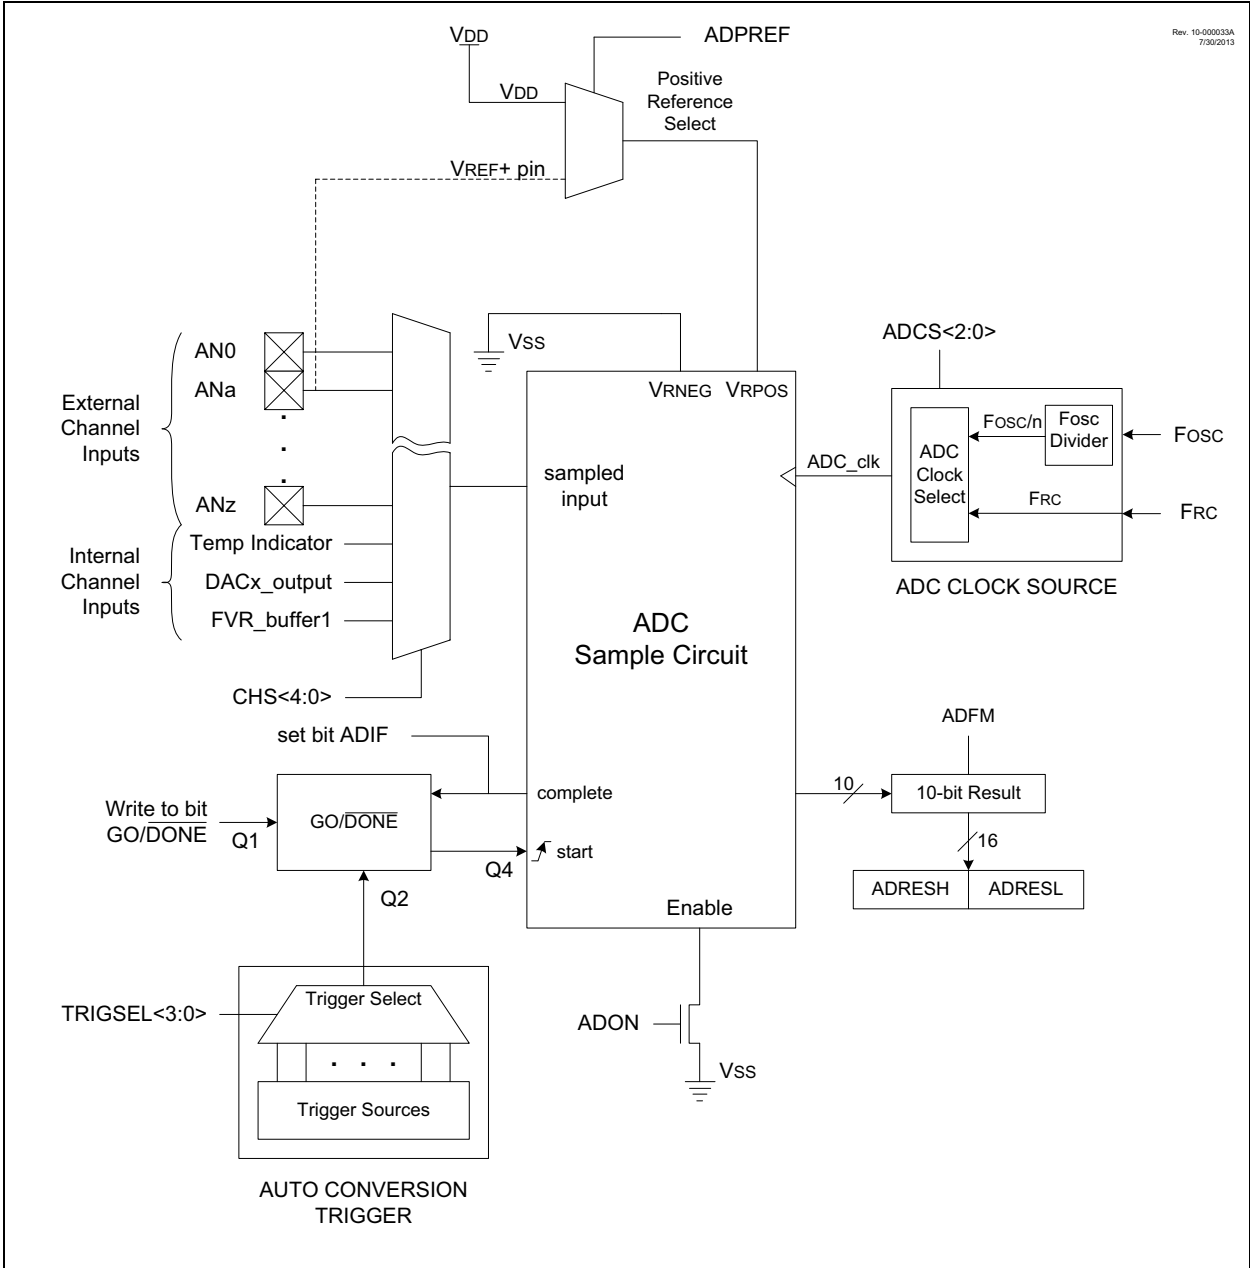 Rev. 10-000033A
7/30/2013
VDD
ADPREF
VDD
Positive
Reference
Select
VREF+ pin
VSS
ADCS<2:0>
External
Channel
Inputs
AN0
ANa
.
.
.
ANz
VRNEG
VRPOS
sampled
input
ADC_clk
ADC
Clock
Select
FOSC/n
Fosc
Divider
FOSC
FRC
FRC
ADC CLOCK SOURCE
Internal
Channel
Inputs
Temp Indicator
DACx_output
FVR_buffer1
CHS<4:0>
ADC
Sample Circuit
set bit ADIF
complete
Write to bit
GO/DONE
Q1
GO/DONE
Q4
start
Q2
ADFM
10
10-bit Result
16
ADRESH
ADRESL
Enable
TRIGSEL<3:0>
Trigger Select
. . .
Trigger Sources
AUTO CONVERSION
TRIGGER
ADON
VSS